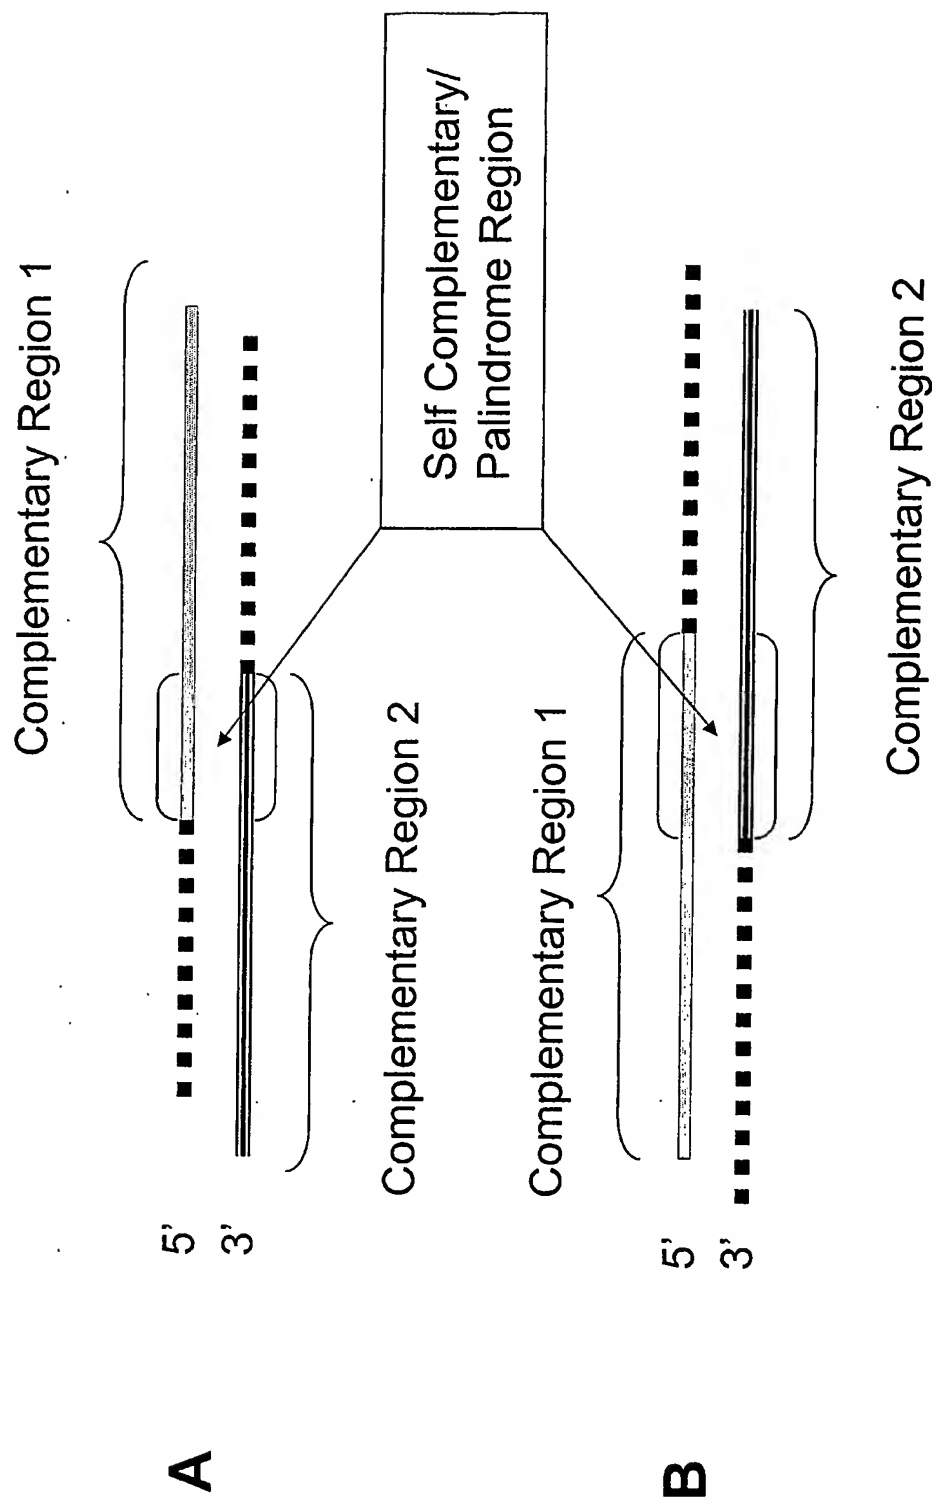 A
5'
3'
Complementary Region 1
Complementary Region 2
Self Complementary/
Palindrome Region
B
5'
3'
Complementary Region 1
Complementary Region 2